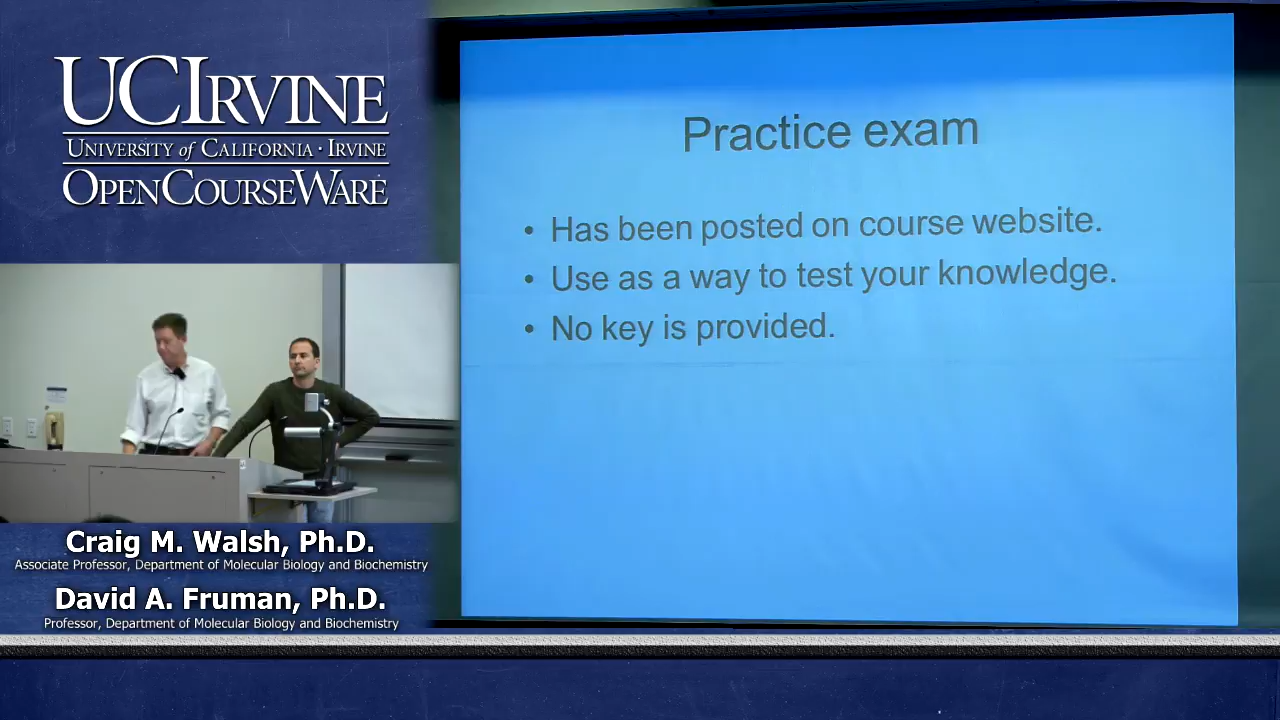 UCIRVINE
UNIVERSITY of CALIFORNIA · IRVINE
OPENCOURSEWARE
Craig M. Walsh, Ph.D.
Associate Professor, Department of Molecular Biology and Biochemistry
David A. Fruman, Ph.D.
Professor, Department of Molecular Biology and Biochemistry
Practice exam
• Has been posted on course website.
• Use as a way to test your knowledge.
• No key is provided.